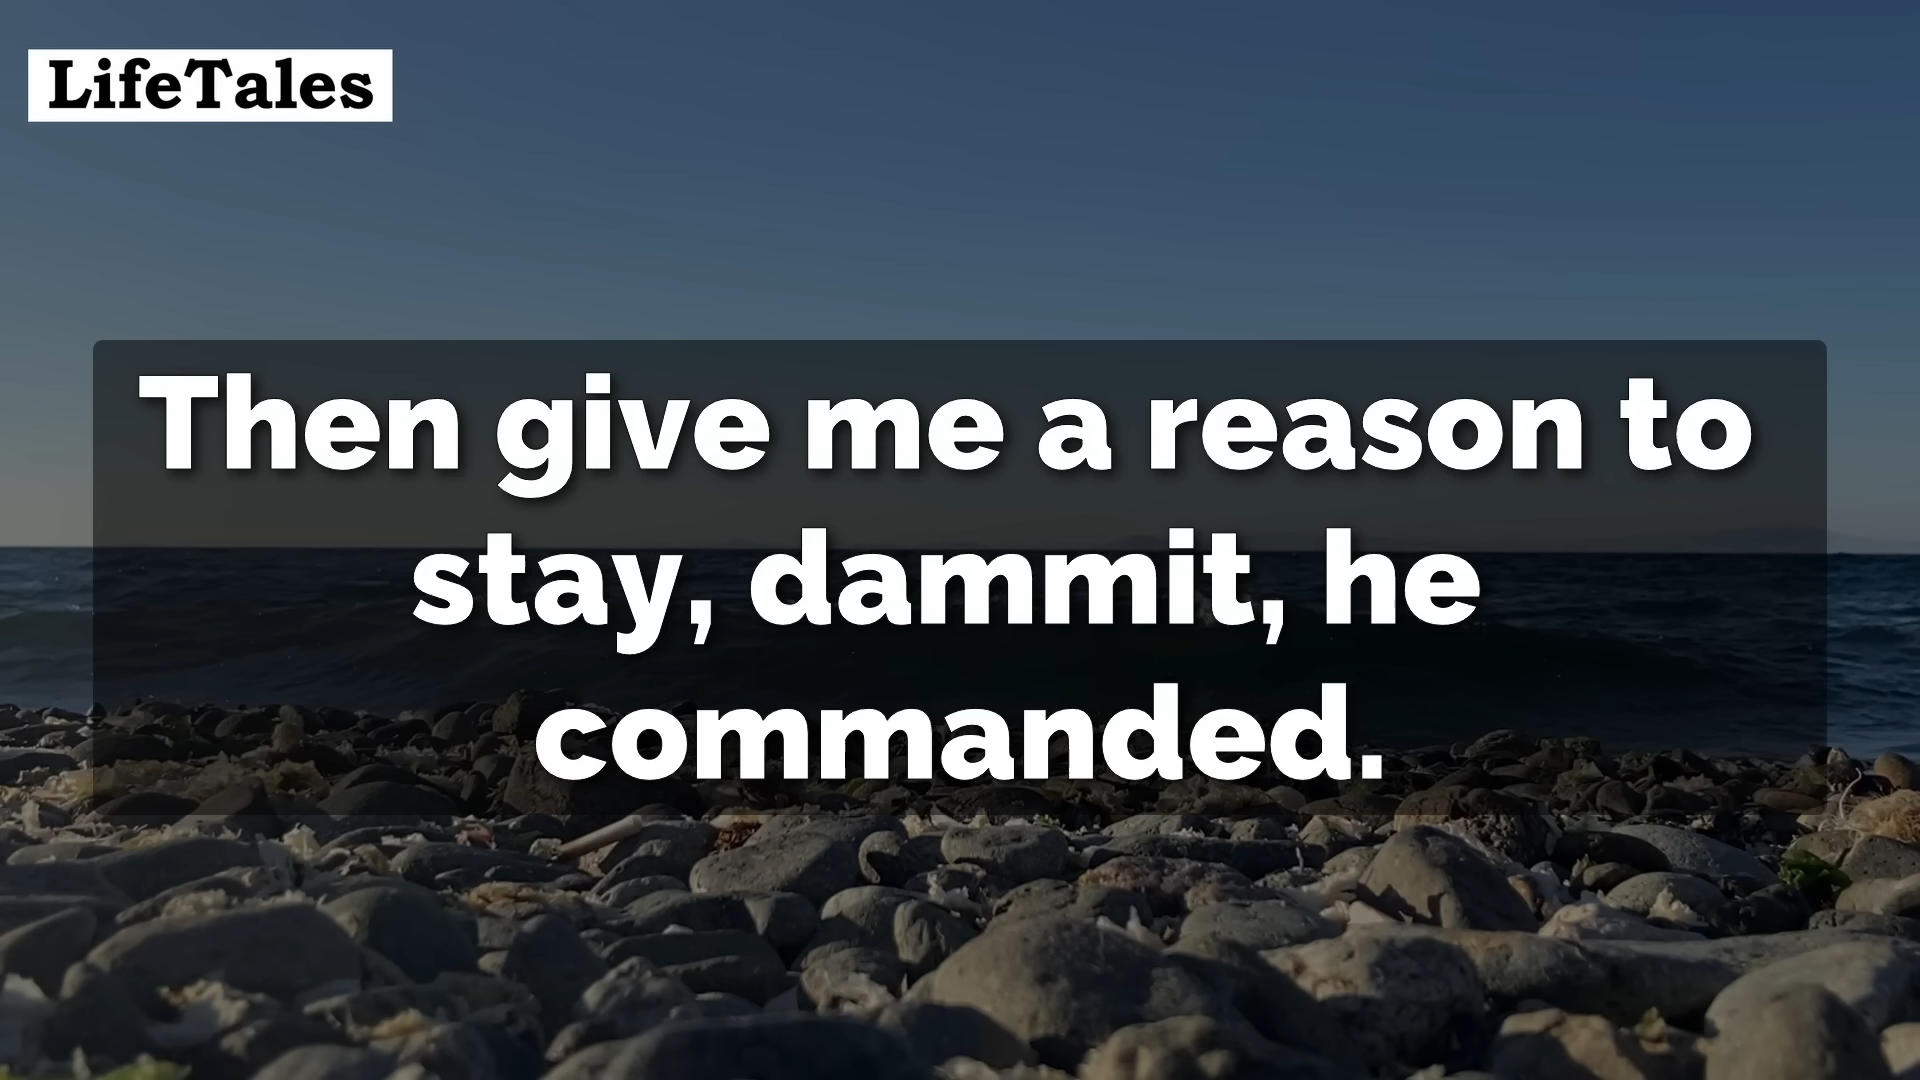 LifeTales
Then give me a reason to
stay, dammit, he
commanded.